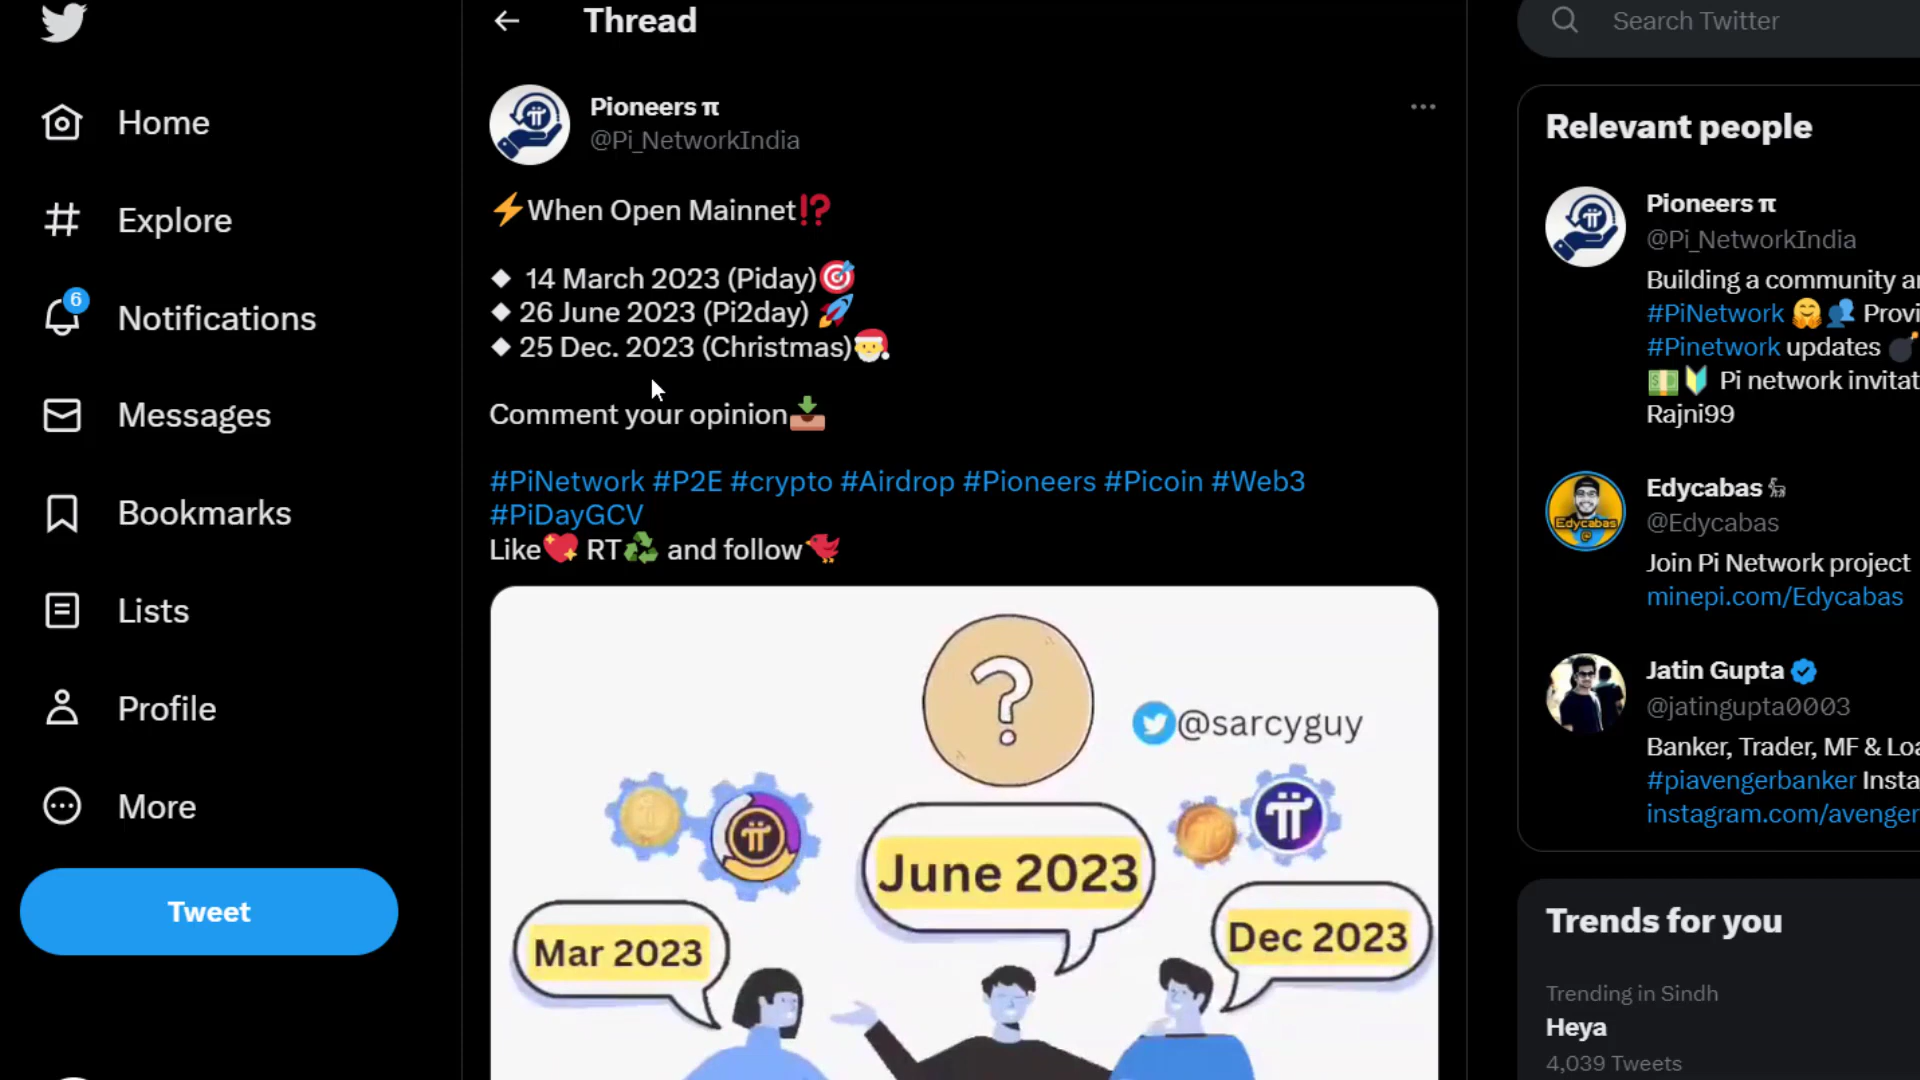 Home
Explore
6
Notifications
Messages
Bookmarks
Lists
Profile
More
Tweet
Thread
Pioneers π
@Pi_NetworkIndia
⚡When Open Mainnet⁉
◆ 14 March 2023 (Piday)🎯
◆ 26 June 2023 (Pi2day) 🚀
◆ 25 Dec. 2023 (Christmas)🎅
Comment your opinion📥
#PiNetwork #P2E #crypto #Airdrop #Pioneers #Picoin #Web3
#PiDayGCV
Like💖 RT♻ and follow🐦
?
@sarcyguy
June 2023
Mar 2023
Dec 2023
Search Twitter
Relevant people
Pioneers π
@Pi_NetworkIndia
Building a community
#PiNetwork 🤗👥
#Pinetwork updates 💣
💵🔰 Pi network
Rajni99
Edycabas 🐆
@Edycabas
Edycabas
Join Pi Network project
minepi.com/Edycabas
Jatin Gupta
@jatingupta0003
Banker, Trader, MF &
#piavengerbanker
instagram.com/avenger
Trends for you
Trending in Sindh
Heya
4,039 Tweets